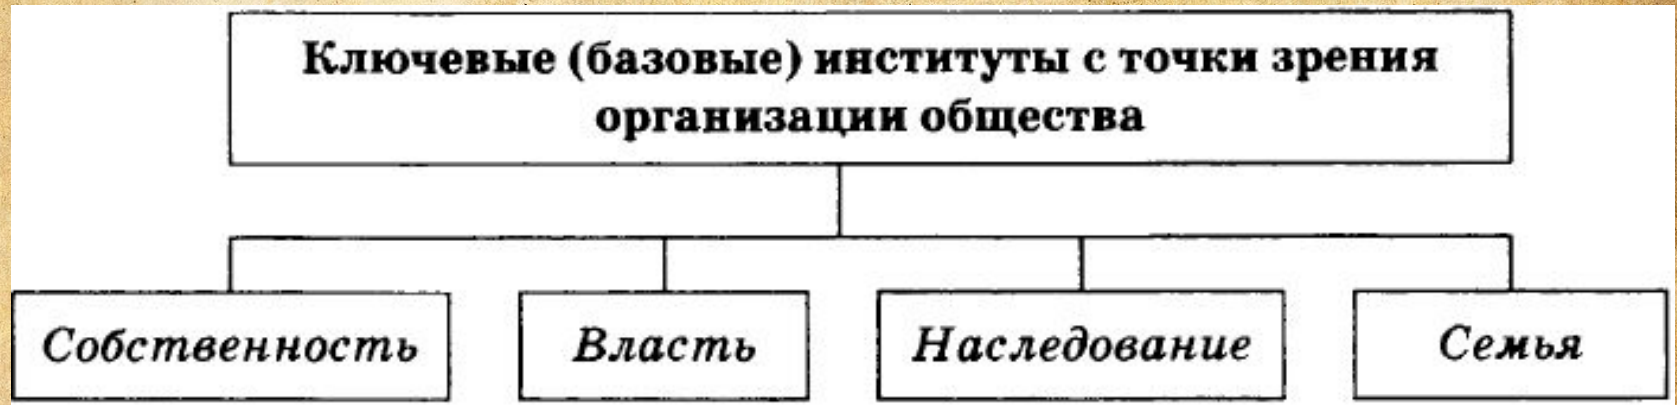 Ключевые (базовые) институты с точки зрения
организации общества
Собственность
Власть
Наследование
Семья